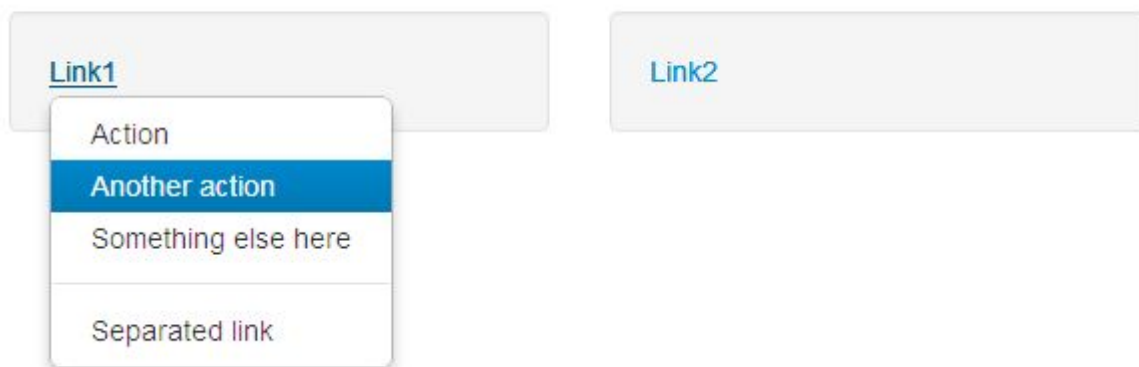 Link1
Link2
Action
Another action
Something else here
Separated link